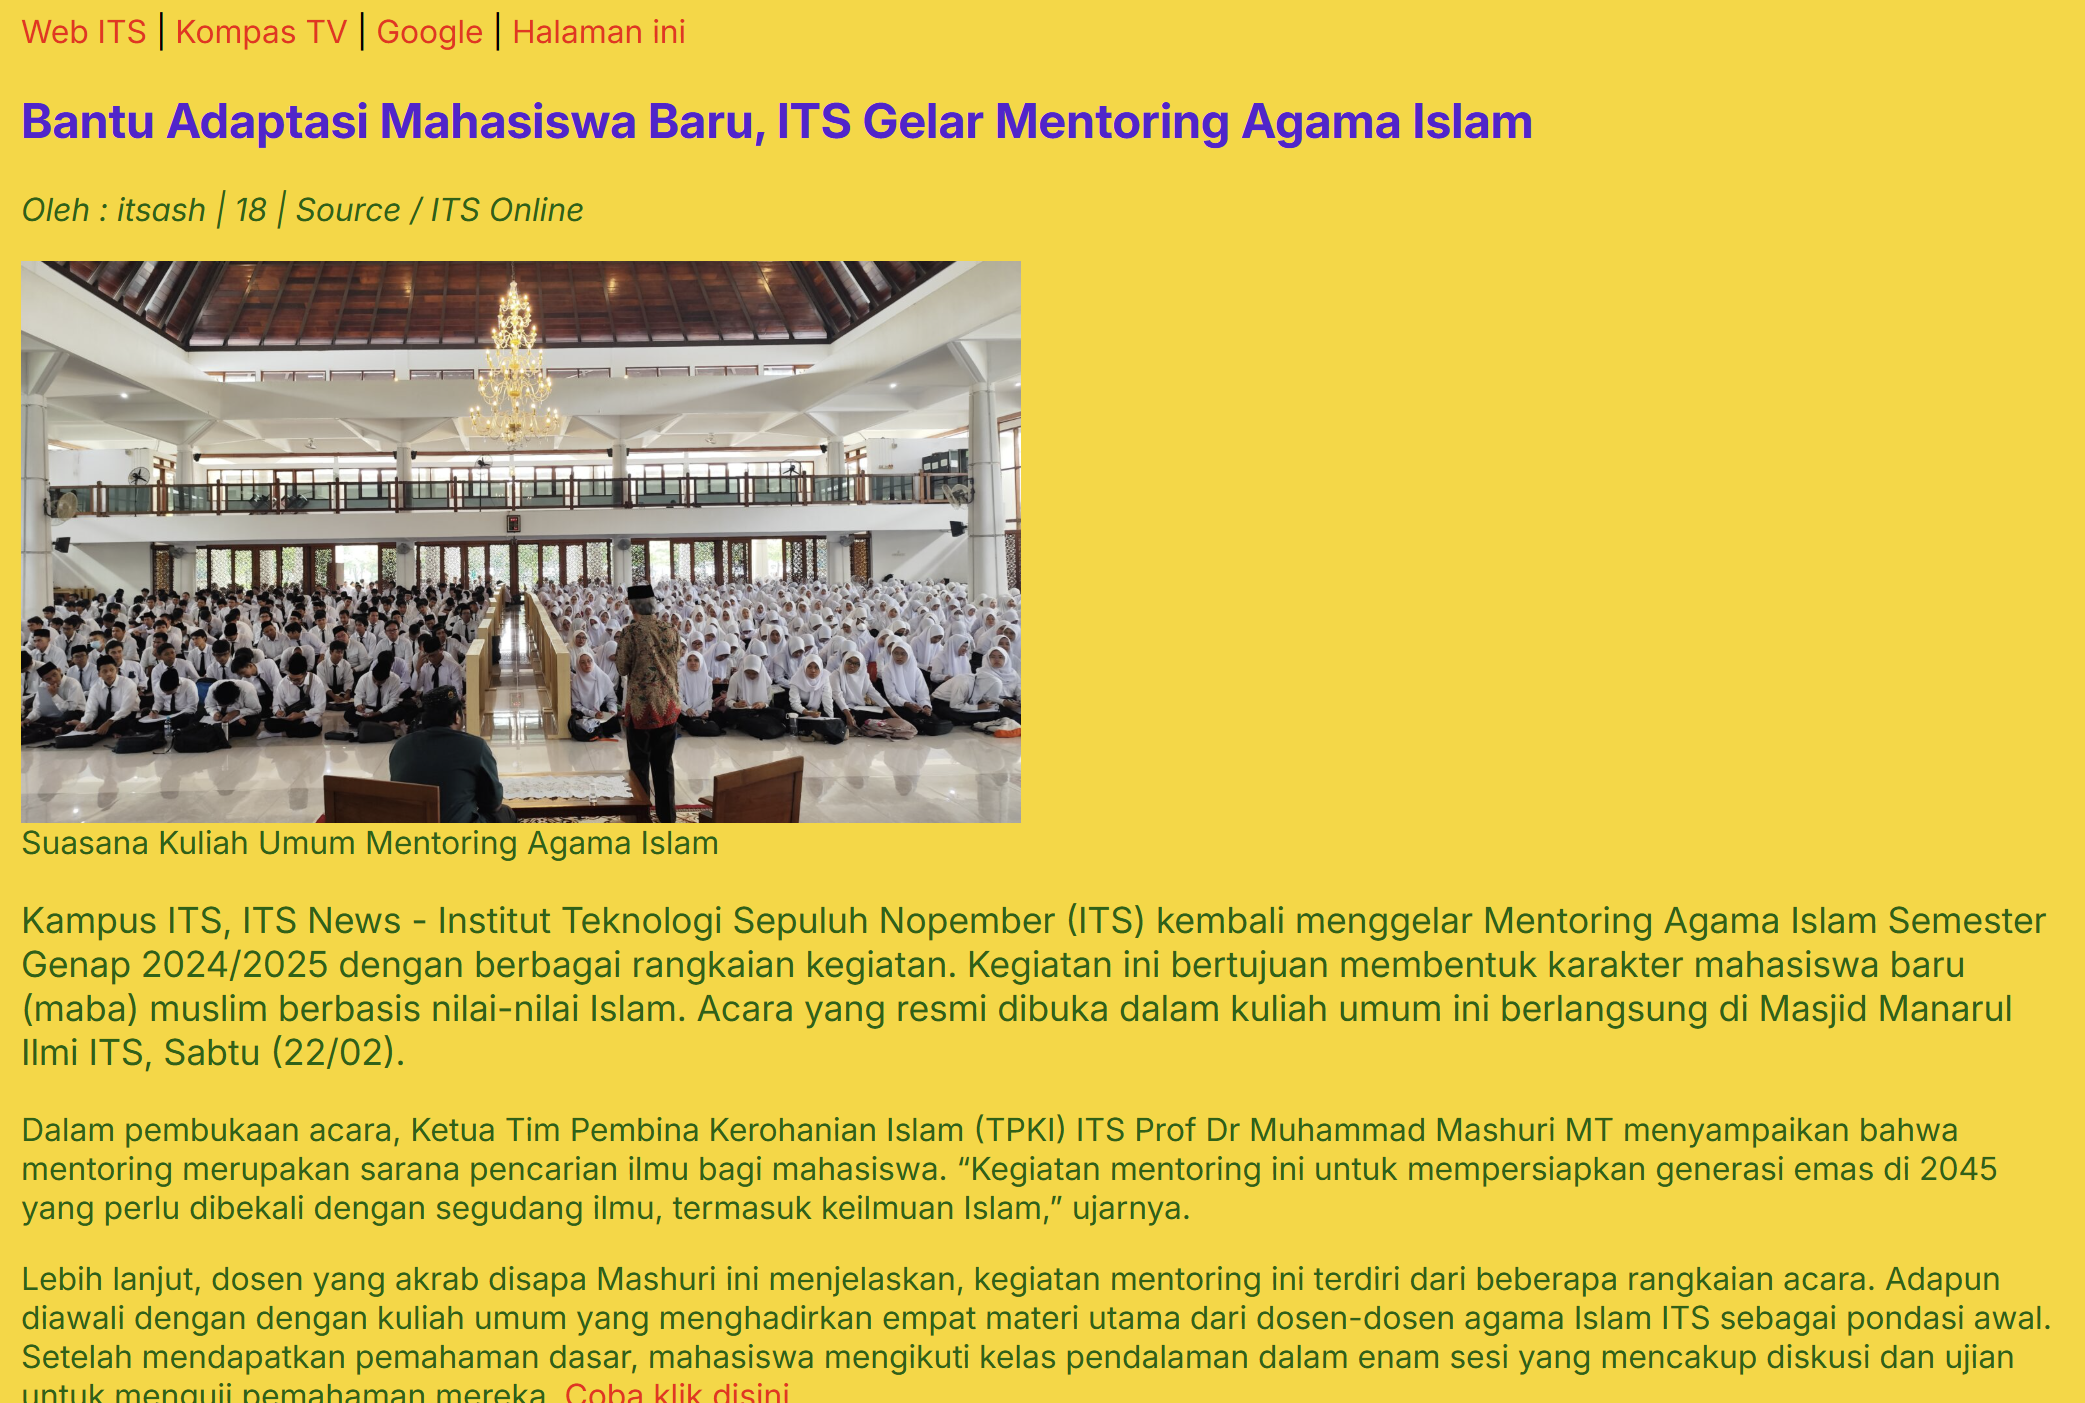 Web ITS | Kompas TV | Google | Halaman ini
Bantu Adaptasi Mahasiswa Baru, ITS Gelar Mentoring Agama Islam
Oleh : itsash | 18 | Source / ITS Online
Suasana Kuliah Umum Mentoring Agama Islam
Kampus ITS, ITS News - Institut Teknologi Sepuluh Nopember (ITS) kembali menggelar Mentoring Agama Islam Semester
Genap 2024/2025 dengan berbagai rangkaian kegiatan. Kegiatan ini bertujuan membentuk karakter mahasiswa baru
(maba) muslim berbasis nilai-nilai Islam. Acara yang resmi dibuka dalam kuliah umum ini berlangsung di Masjid Manarul
Ilmi ITS, Sabtu (22/02).
Dalam pembukaan acara, Ketua Tim Pembina Kerohanian Islam (TPKI) ITS Prof Dr Muhammad Mashuri MT menyampaikan bahwa
mentoring merupakan sarana pencarian ilmu bagi mahasiswa. “Kegiatan mentoring ini untuk mempersiapkan generasi emas di 2045
yang perlu dibekali dengan segudang ilmu, termasuk keilmuan Islam,” ujarnya.
Lebih lanjut, dosen yang akrab disapa Mashuri ini menjelaskan, kegiatan mentoring ini terdiri dari beberapa rangkaian acara. Adapun
diawali dengan dengan kuliah umum yang menghadirkan empat materi utama dari dosen-dosen agama Islam ITS sebagai pondasi awal.
Setelah mendapatkan pemahaman dasar, mahasiswa mengikuti kelas pendalaman dalam enam sesi yang mencakup diskusi dan ujian
untuk menguji pemahaman mereka. Coba klik disini